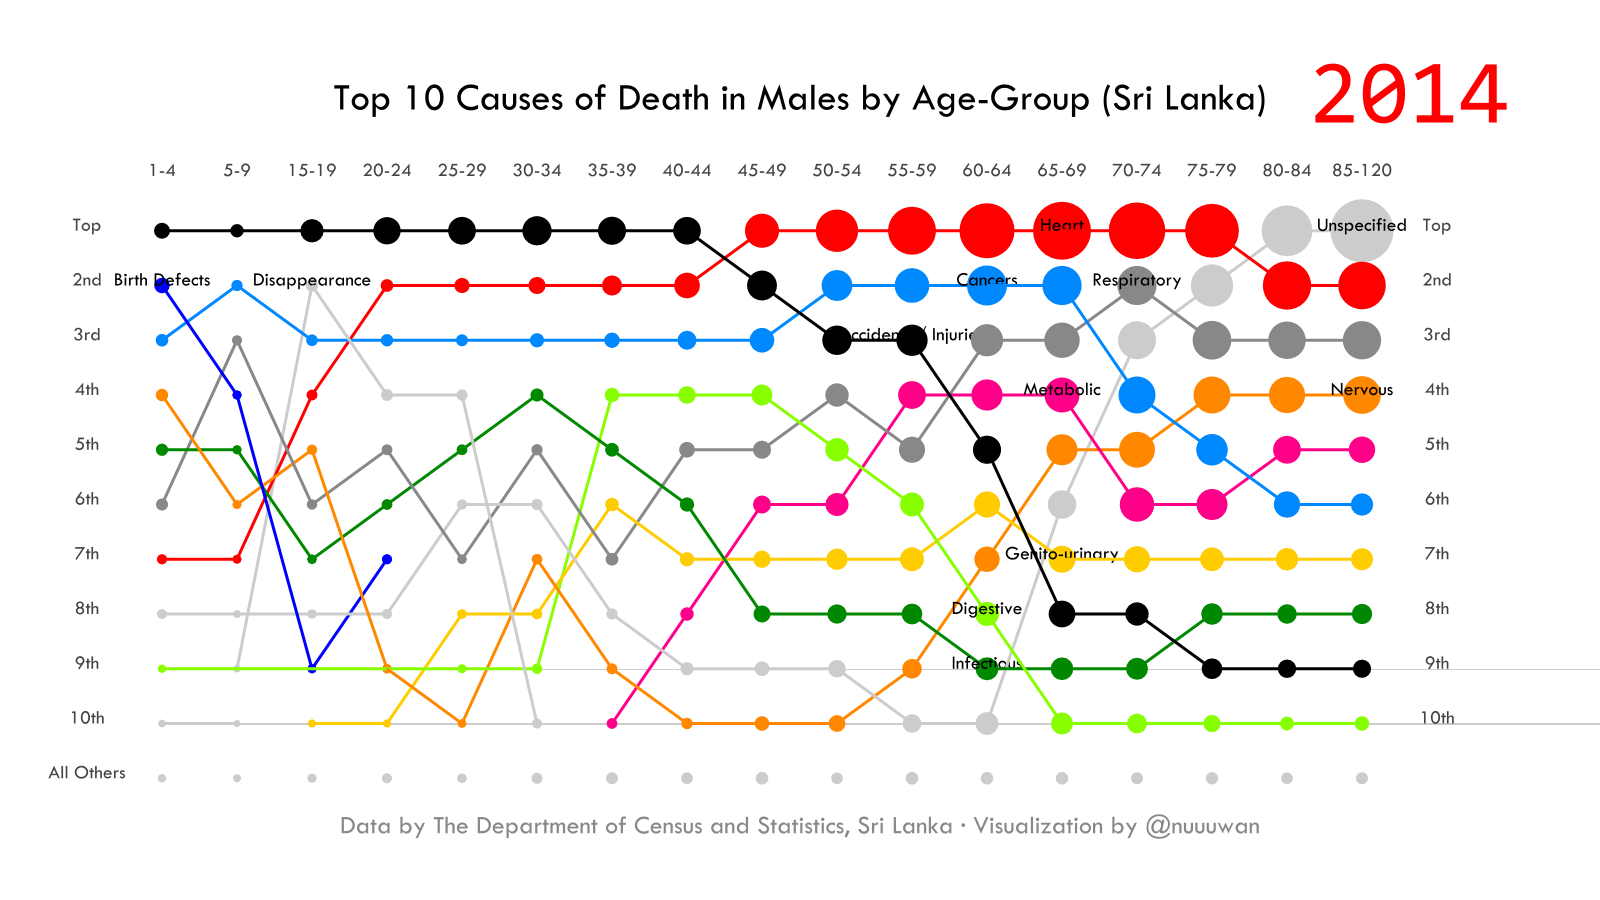 Top 10 Causes of Death in Males by Age-Group (Sri Lanka)
2014
1-4 5-9 15-19 20-24 25-29 30-34 35-39 40-44 45-49 50-54 55-59 60-64 65-69 70-74 75-79 80-84 85-120
Top Heart Unspecified Top
2nd Birth Defects Disappearance Cancers Respiratory 2nd
3rd Accidents / Injuries 3rd
4th Metabolic Nervous 4th
5th 5th
6th 6th
7th Genito-urinary 7th
8th Digestive 8th
9th Infectious 9th
10th 10th
All Others
Data by The Department of Census and Statistics, Sri Lanka · Visualization by @nuuuwan